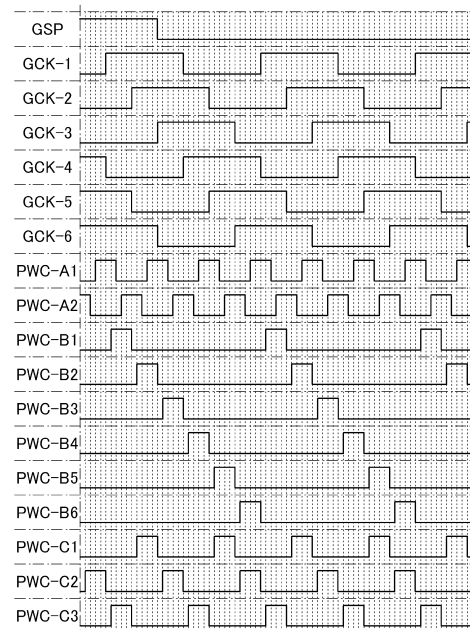 GSP
GCK-1
GCK-2
GCK-3
GCK-4
GCK-5
GCK-6
PWC-A1
PWC-A2
PWC-B1
PWC-B2
PWC-B3
PWC-B4
PWC-B5
PWC-B6
PWC-C1
PWC-C2
PWC-C3